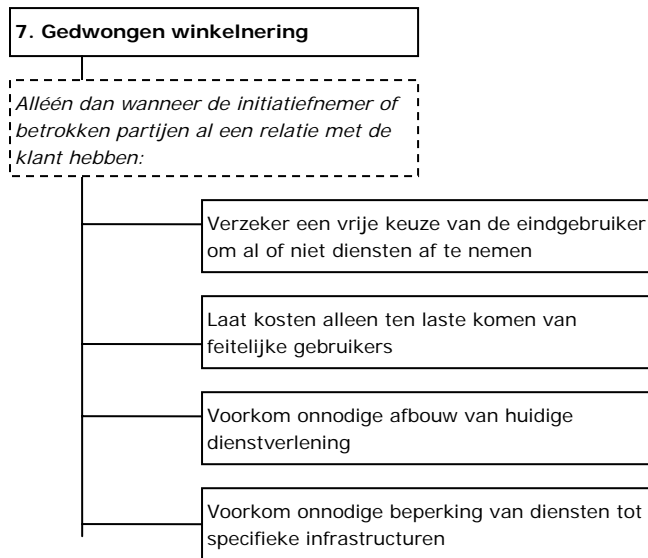 7. Gedwongen winkelnering
Alléén dan wanneer de initiatiefnemer of
betrokken partijen al een relatie met de
klant hebben:
Verzeker een vrije keuze van de eindgebruiker
om al of niet diensten af te nemen
Laat kosten alleen ten laste komen van
feitelijke gebruikers
Voorkom onnodige afbouw van huidige
dienstverlening
Voorkom onnodige beperking van diensten tot
specifieke infrastructuren